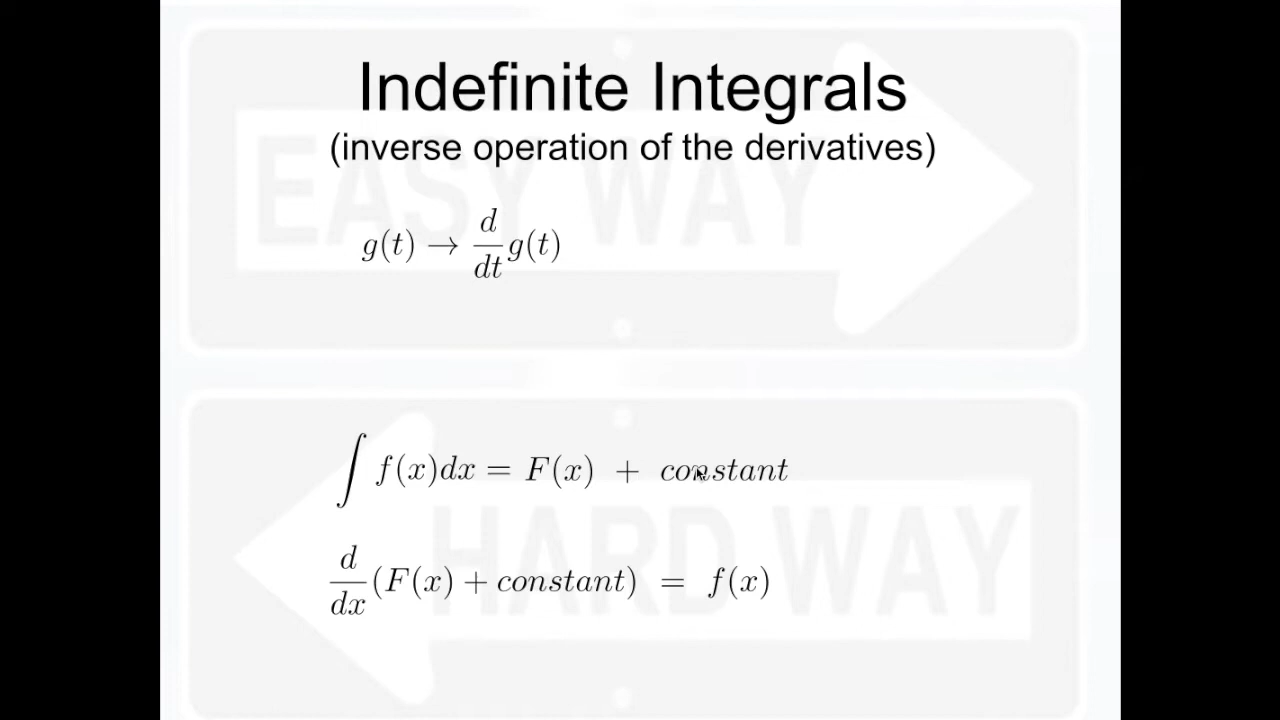 Indefinite Integrals
(inverse operation of the derivatives)
EASY WAY
g(t) → d/dt g(t)
∫ f(x)dx = F(x) + constant
HARD WAY
d/dx (F(x) + constant) = f(x)